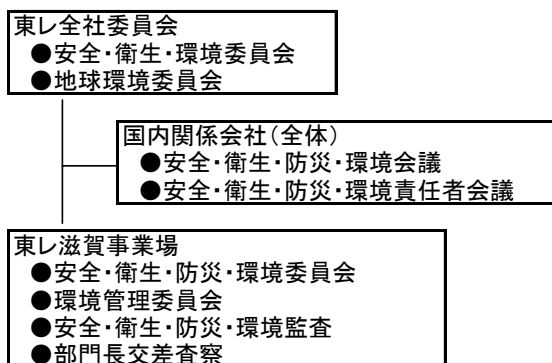 東レ全社委員会
●安全・衛生・環境委員会
●地球環境委員会
国内関係会社（全体）
●安全・衛生・防災・環境会議
●安全・衛生・防災・環境責任者会議
東レ滋賀事業場
●安全・衛生・防災・環境委員会
●環境管理委員会
●安全・衛生・防災・環境監査
●部門長交差査察